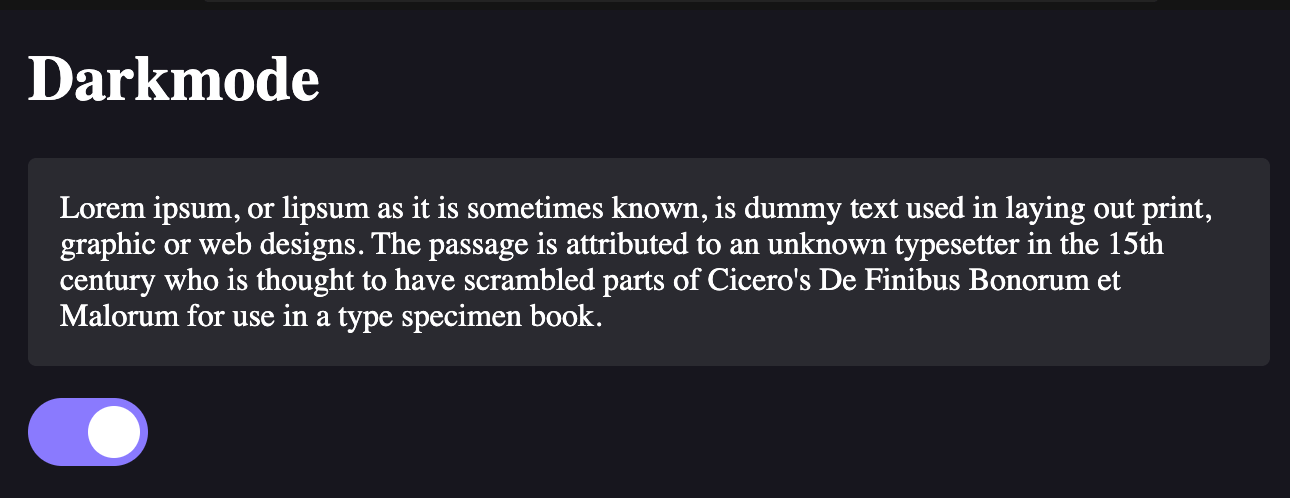 Darkmode
Lorem ipsum, or lipsum as it is sometimes known, is dummy text used in laying out print,
graphic or web designs. The passage is attributed to an unknown typesetter in the 15th
century who is thought to have scrambled parts of Cicero's De Finibus Bonorum et
Malorum for use in a type specimen book.